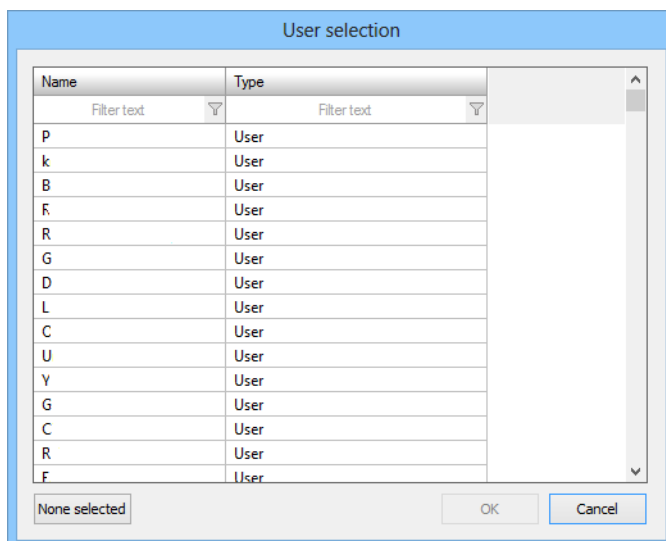 User selection
Name Type
Filter text Filter text
P User
k User
B User
R User
R User
G User
D User
L User
C User
U User
Y User
G User
C User
R User
User
None selected OK Cancel